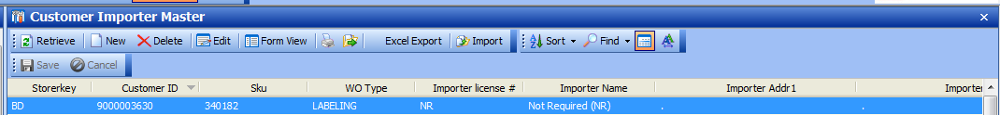 Customer Importer Master
Retrieve New Delete Edit Form View Excel Export Import Sort Find
Save Cancel
Storerkey Customer ID Sku WO Type Importer license # Importer Name Importer Addr1 Importer
BD 9000003630 340182 LABELING NR Not Required (NR) . .